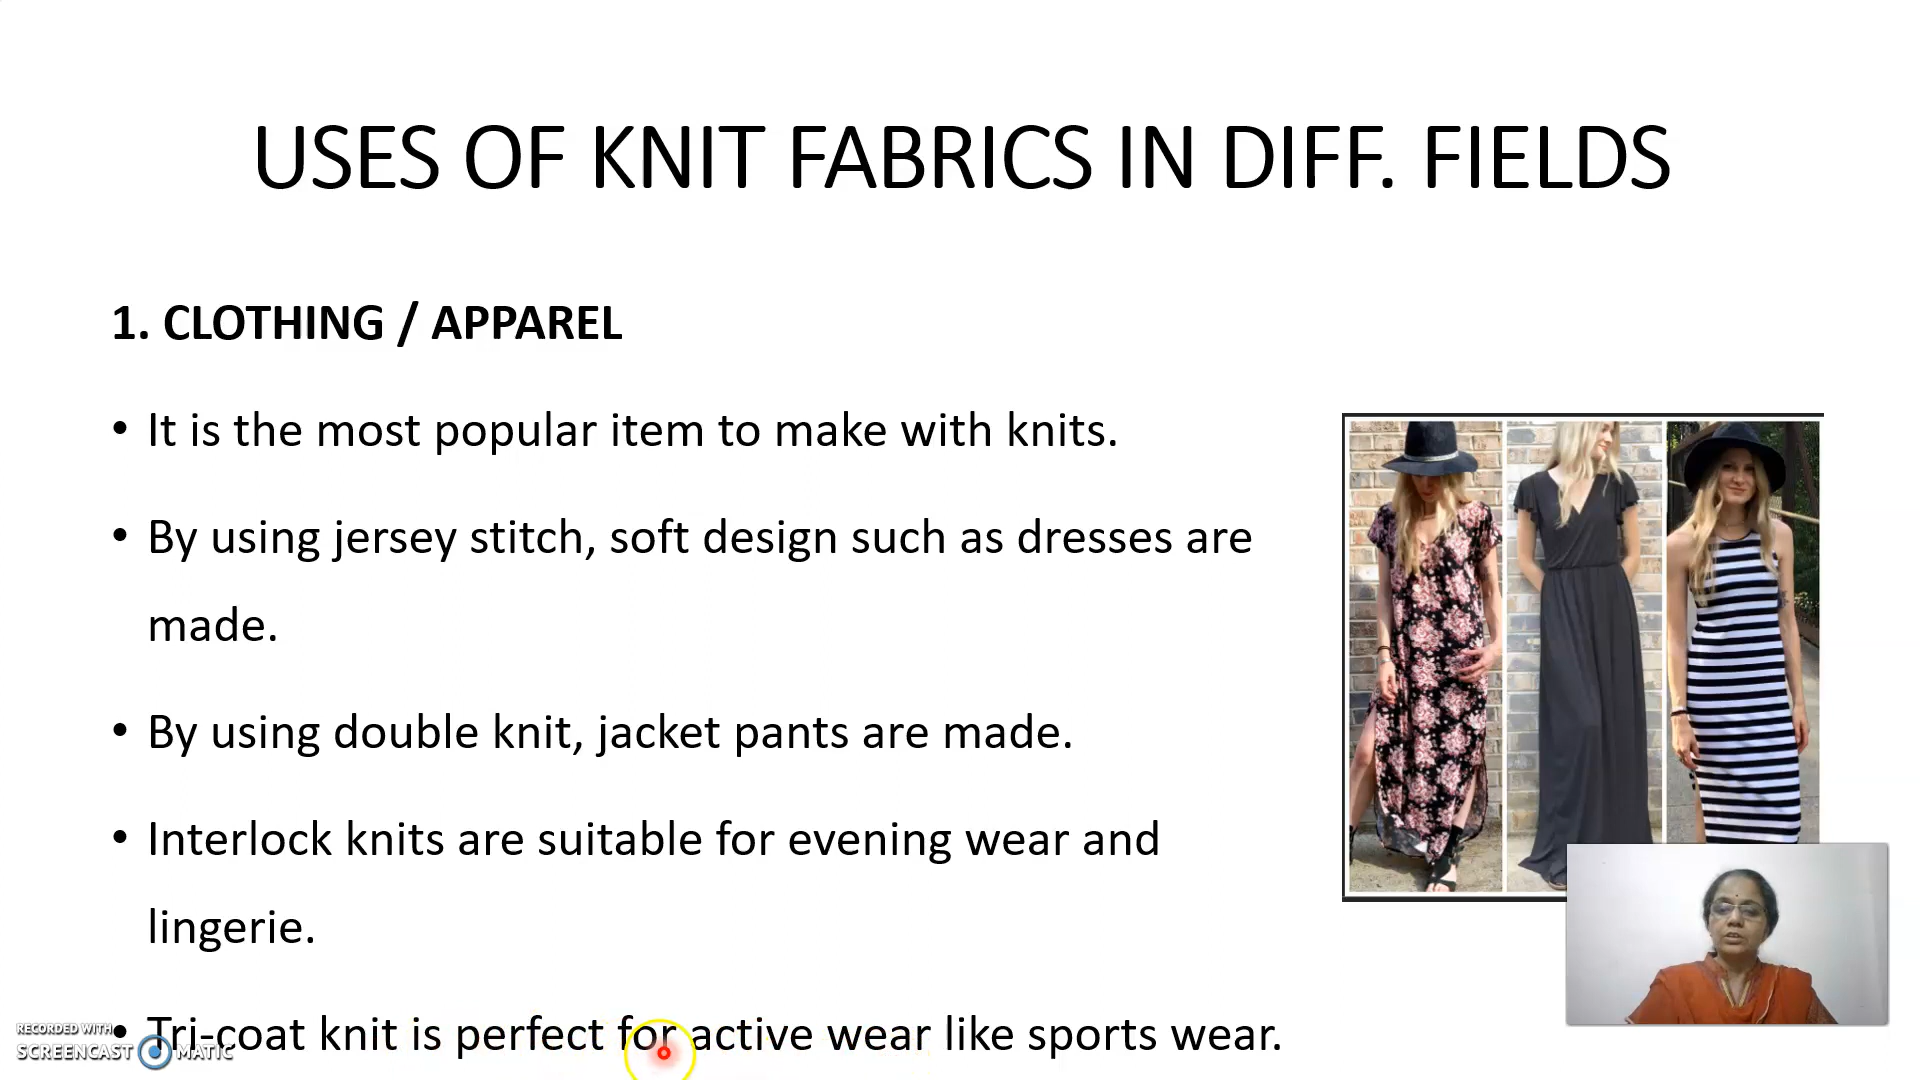 USES OF KNIT FABRICS IN DIFF. FIELDS
1. CLOTHING / APPAREL
• It is the most popular item to make with knits.
• By using jersey stitch, soft design such as dresses are
made.
• By using double knit, jacket pants are made.
• Interlock knits are suitable for evening wear and
lingerie.
• Tri-coat knit is perfect for active wear like sports wear.
RECORDED WITH
SCREENCAST MATIC